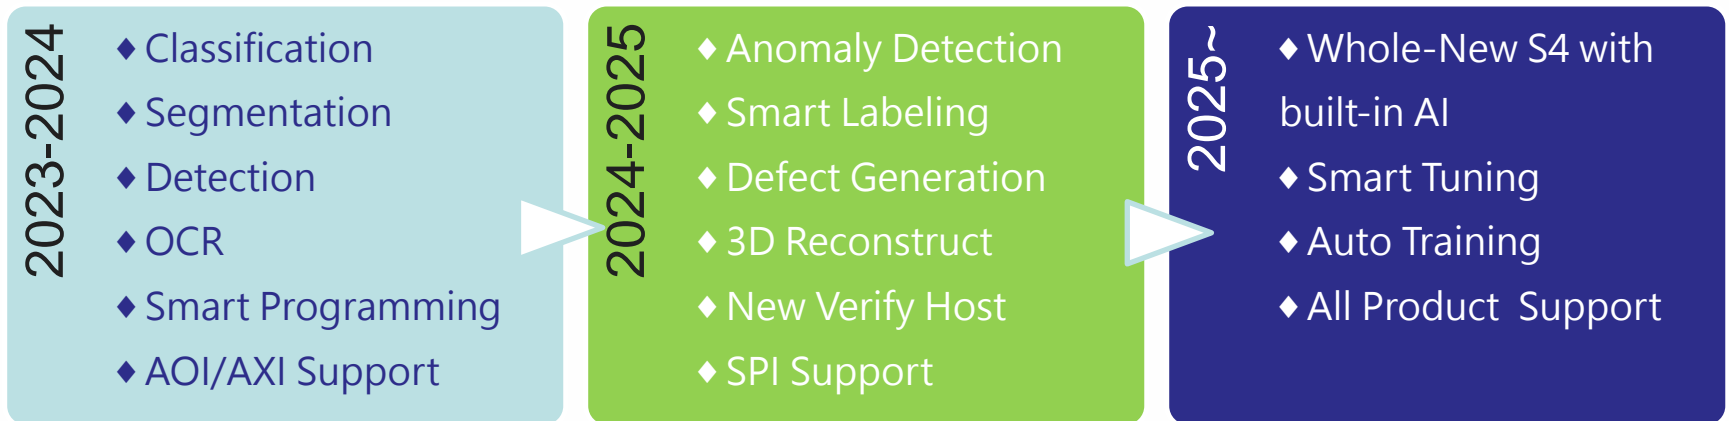 2023-2024
♦ Classification
♦ Segmentation
♦ Detection
♦ OCR
♦ Smart Programming
♦ AOI/AXI Support
2024-2025
♦ Anomaly Detection
♦ Smart Labeling
♦ Defect Generation
♦ 3D Reconstruct
♦ New Verify Host
♦ SPI Support
2025~
♦ Whole-New S4 with
built-in AI
♦ Smart Tuning
♦ Auto Training
♦ All Product  Support